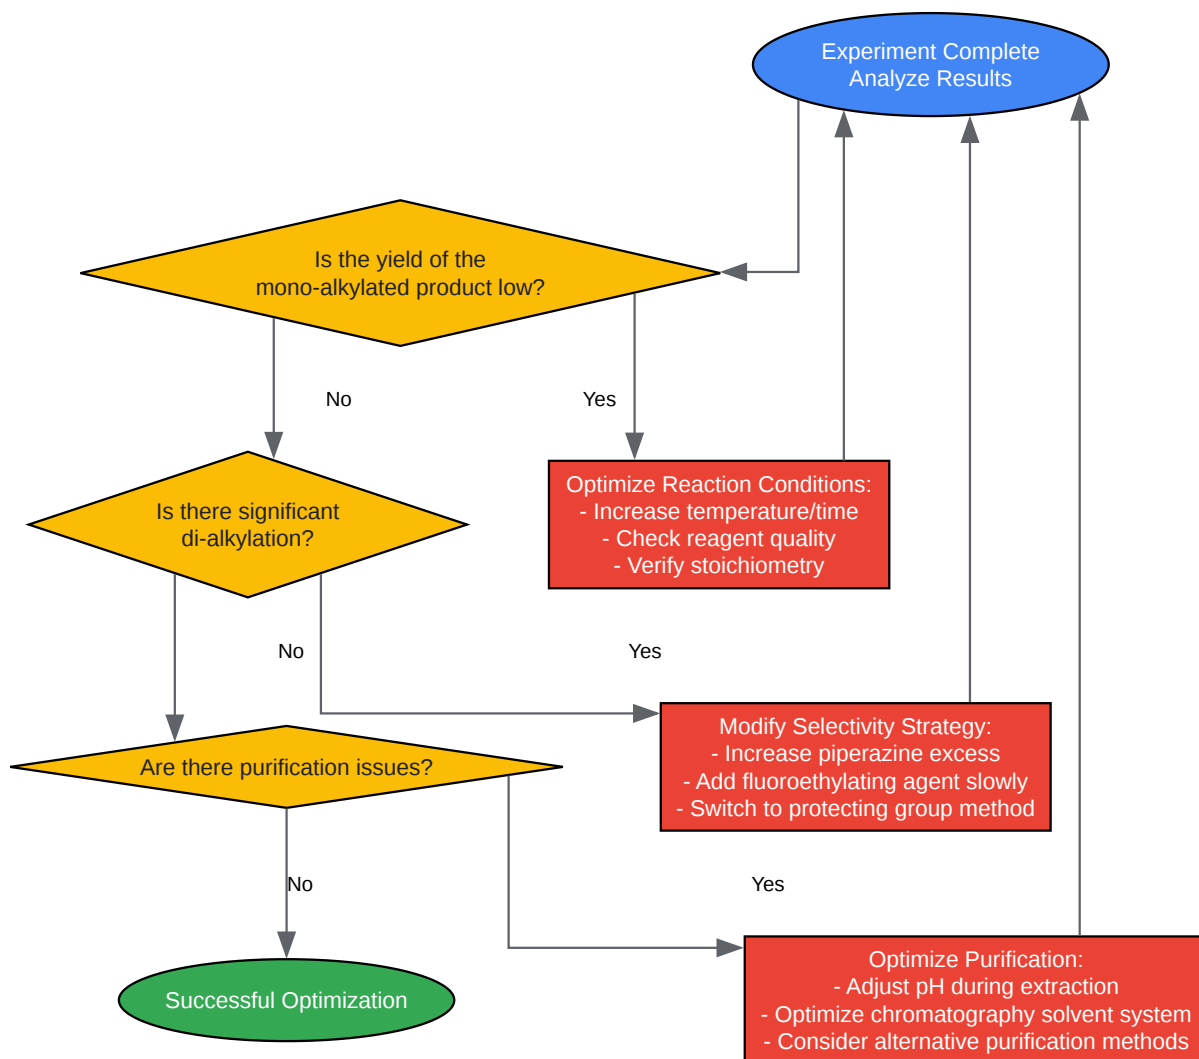 Experiment Complete
Analyze Results
Is the yield of the
mono-alkylated product low?
No
Yes
Is there significant
di-alkylation?
Optimize Reaction Conditions:
- Increase temperature/time
- Check reagent quality
- Verify stoichiometry
No
Yes
Are there purification issues?
Modify Selectivity Strategy:
- Increase piperazine excess
- Add fluoroethylating agent slowly
- Switch to protecting group method
No
Yes
Successful Optimization
Optimize Purification:
- Adjust pH during extraction
- Optimize chromatography solvent system
- Consider alternative purification methods